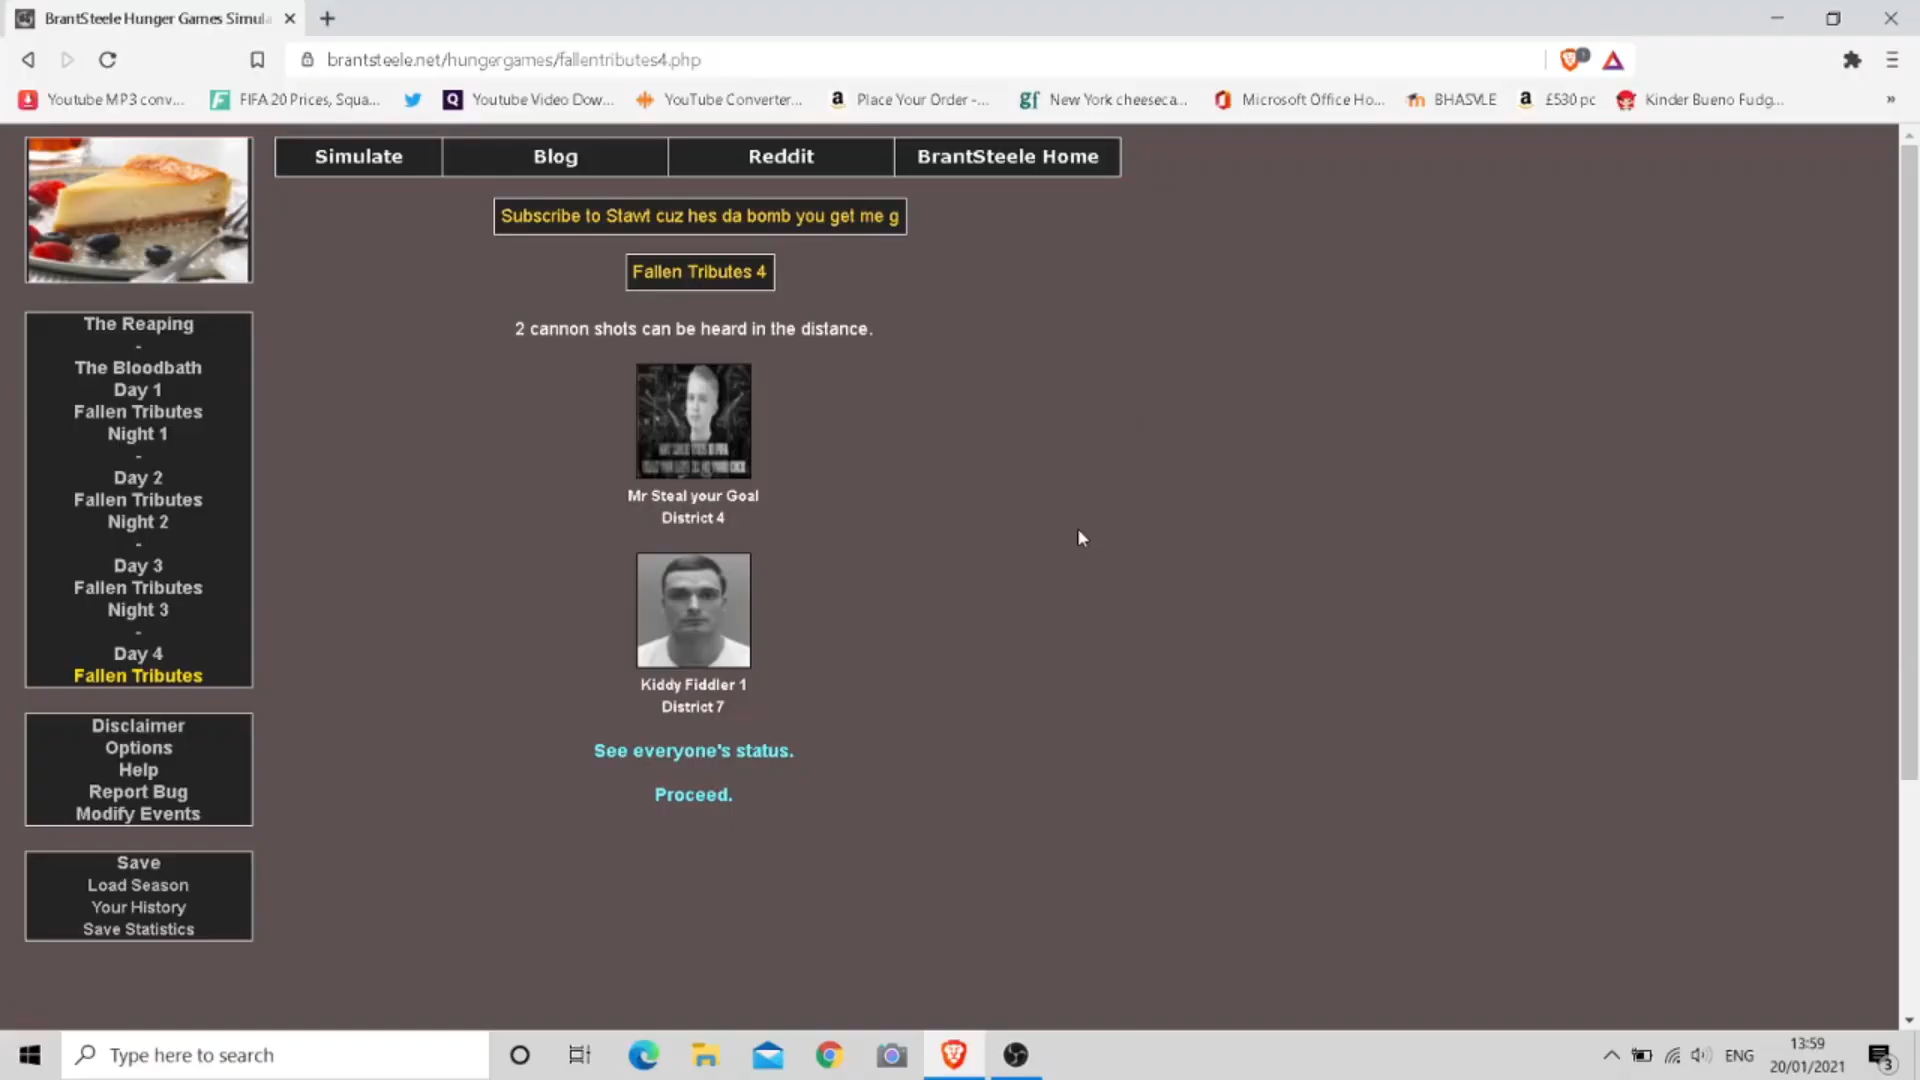 BrantSteele Hunger Games Simula
brantsteele.net/hungergames/fallentributes4.php
Youtube MP3 conv...
FIFA 20 Prices, Squa...
Youtube Video Dow...
YouTube Converter...
Place Your Order -...
New York cheeseca...
Microsoft Office Ho...
BHASVLE
£530 pc
Kinder Bueno Fudg...
Simulate
Blog
Reddit
BrantSteele Home
Subscribe to Stawt cuz hes da bomb you get me g
Fallen Tributes 4
2 cannon shots can be heard in the distance.
Mr Steal your Goal
District 4
Kiddy Fiddler 1
District 7
See everyone's status.
Proceed.
The Reaping
-
The Bloodbath
Day 1
Fallen Tributes
Night 1
-
Day 2
Fallen Tributes
Night 2
-
Day 3
Fallen Tributes
Night 3
-
Day 4
Fallen Tributes
Disclaimer
Options
Help
Report Bug
Modify Events
Save
Load Season
Your History
Save Statistics
Type here to search
ENG
13:59
20/01/2021
3